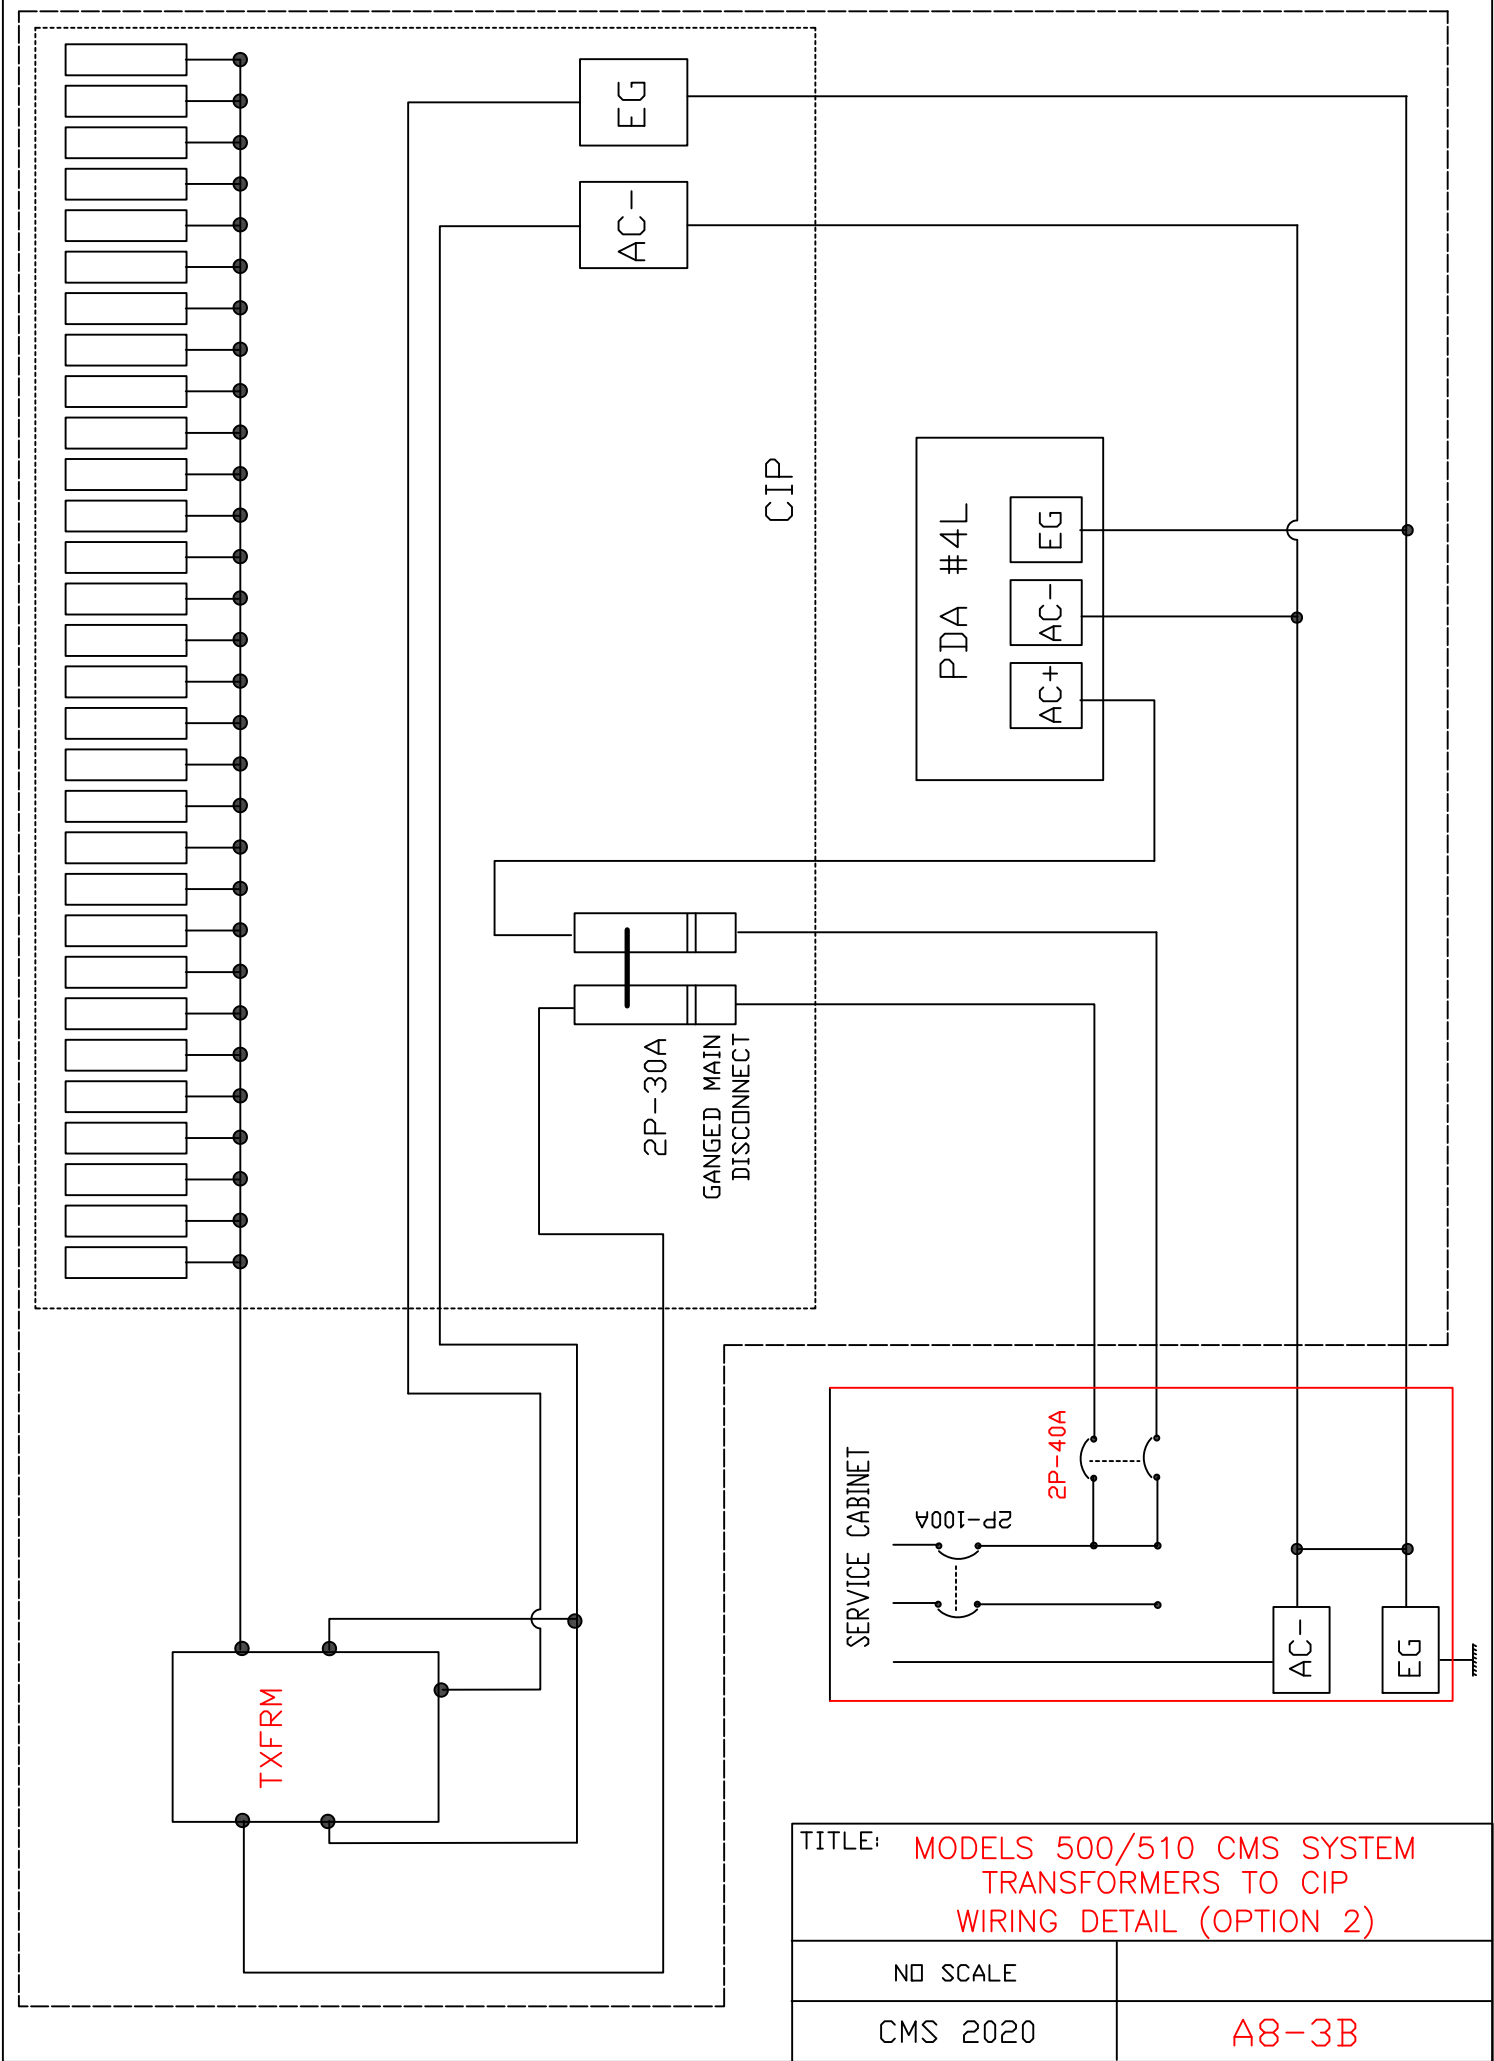 EG
AC-
CIP
PDA #4L
EG
AC-
AC+
2P-30A
GANGED MAIN
DISCONNECT
SERVICE CABINET
2P-40A
2P-100A
AC-
EG
TXFRM
TITLE:
MODELS 500/510 CMS SYSTEM
TRANSFORMERS TO CIP
WIRING DETAIL (OPTION 2)
NO SCALE
CMS 2020
A8-3B